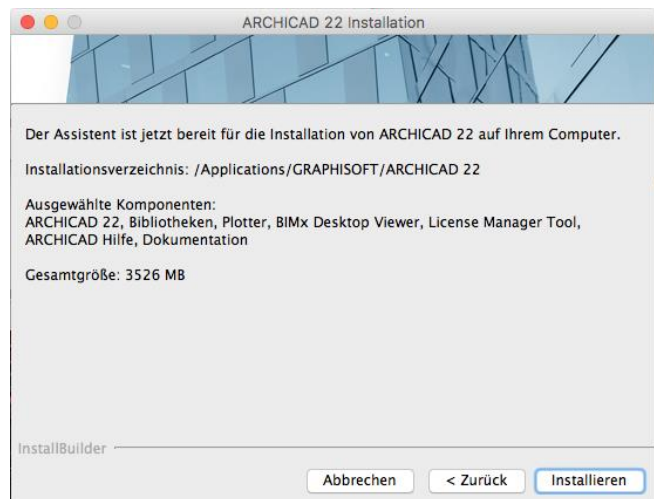 ARCHICAD 22 Installation
Der Assistent ist jetzt bereit für die Installation von ARCHICAD 22 auf Ihrem Computer.
Installationsverzeichnis: /Applications/GRAPHISOFT/ARCHICAD 22
Ausgewählte Komponenten:
ARCHICAD 22, Bibliotheken, Plotter, BIMx Desktop Viewer, License Manager Tool,
ARCHICAD Hilfe, Dokumentation
Gesamtgröße: 3526 MB
InstallBuilder
Abbrechen < Zurück Installieren